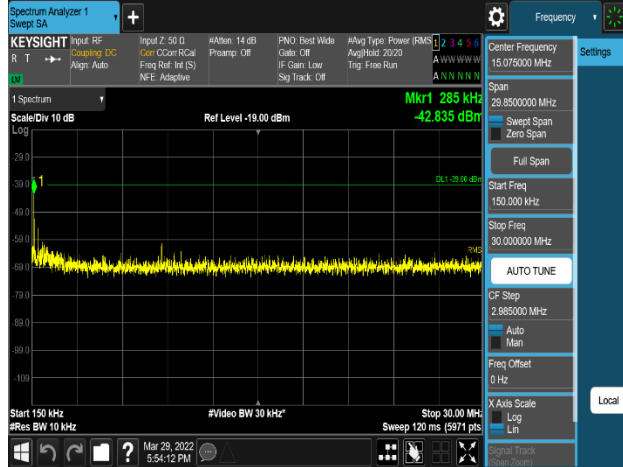 Spectrum Analyzer 1
Swept SA
Frequency
KEYSIGHT
R T
Input: RF
Coupling: DC
Align: Auto
Input Z: 50 Ω
Corr CCorr RCal
Freq Ref: Int (S)
NFE: Adaptive
#Atten: 14 dB
Preamp: Off
PNO: Best Wide
Gate: Off
IF Gain: Low
Sig Track: Off
#Avg Type: Power (RMS
Avg|Hold: 20/20
Trig: Free Run
1 2 3 4 5 6
A W W W W W
A N N N N N
1 Spectrum
Scale/Div 10 dB
Log
Ref Level -19.00 dBm
Mkr1 285 kHz
-42.835 dBm
-29.0
-39.0
-49.0
-59.0
-69.0
-79.0
-89.0
-99.0
-109
1
DL1 -39.00 dBm
RMS
Start 150 kHz
#Res BW 10 kHz
#Video BW 30 kHz*
Stop 30.00 MHz
Sweep 120 ms (5971 pts
Mar 29, 2022
5:54:12 PM
Center Frequency
15.075000 MHz
Span
29.8500000 MHz
Swept Span
Zero Span
Full Span
Start Freq
150.000 kHz
Stop Freq
30.000000 MHz
AUTO TUNE
CF Step
2.985000 MHz
Auto
Man
Freq Offset
0 Hz
X Axis Scale
Log
Lin
Signal Track
(Span Zoom)
Settings
Local